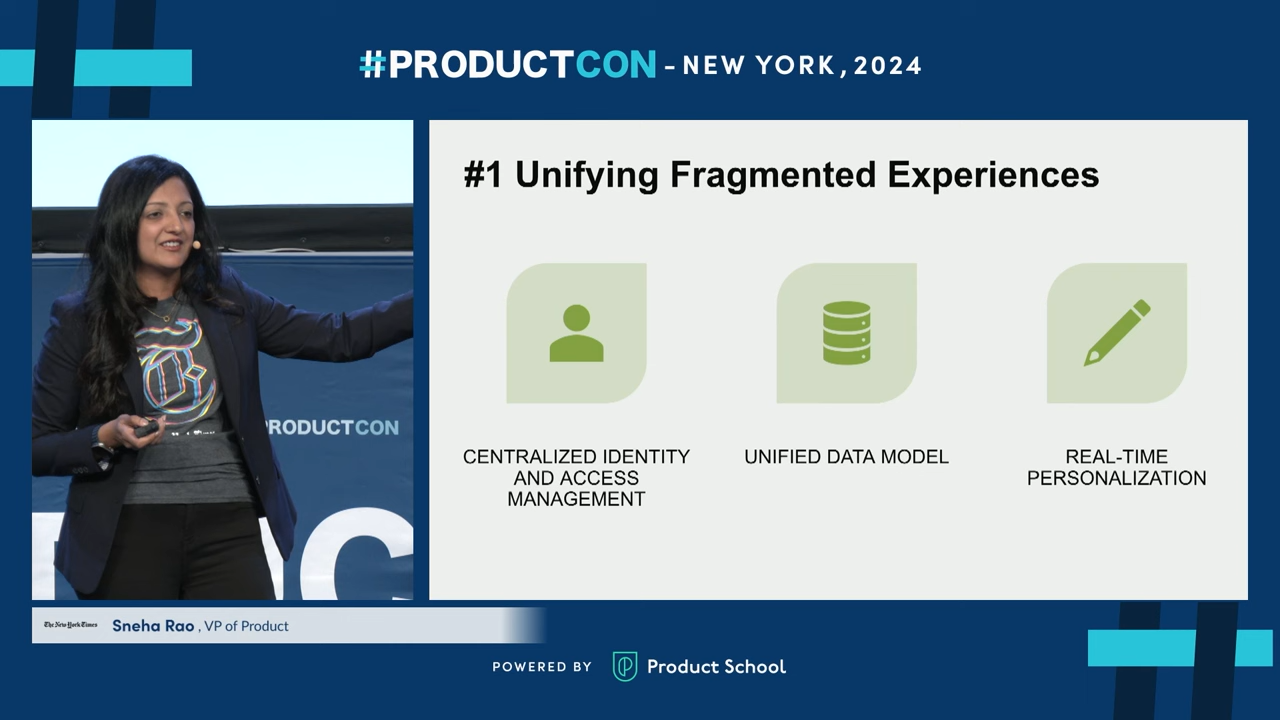 #PRODUCTCON - NEW YORK, 2024
#1 Unifying Fragmented Experiences
CENTRALIZED IDENTITY
AND ACCESS
MANAGEMENT
UNIFIED DATA MODEL
REAL-TIME
PERSONALIZATION
PRODUCTCON
The New York Times
Sneha Rao, VP of Product
POWERED BY Product School